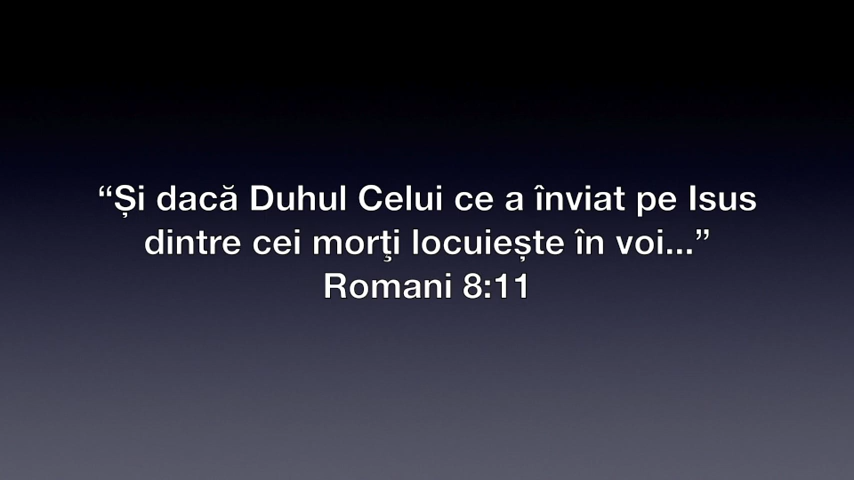 “Și dacă Duhul Celui ce a înviat pe Isus
dintre cei morţi locuiește în voi...”
Romani 8:11